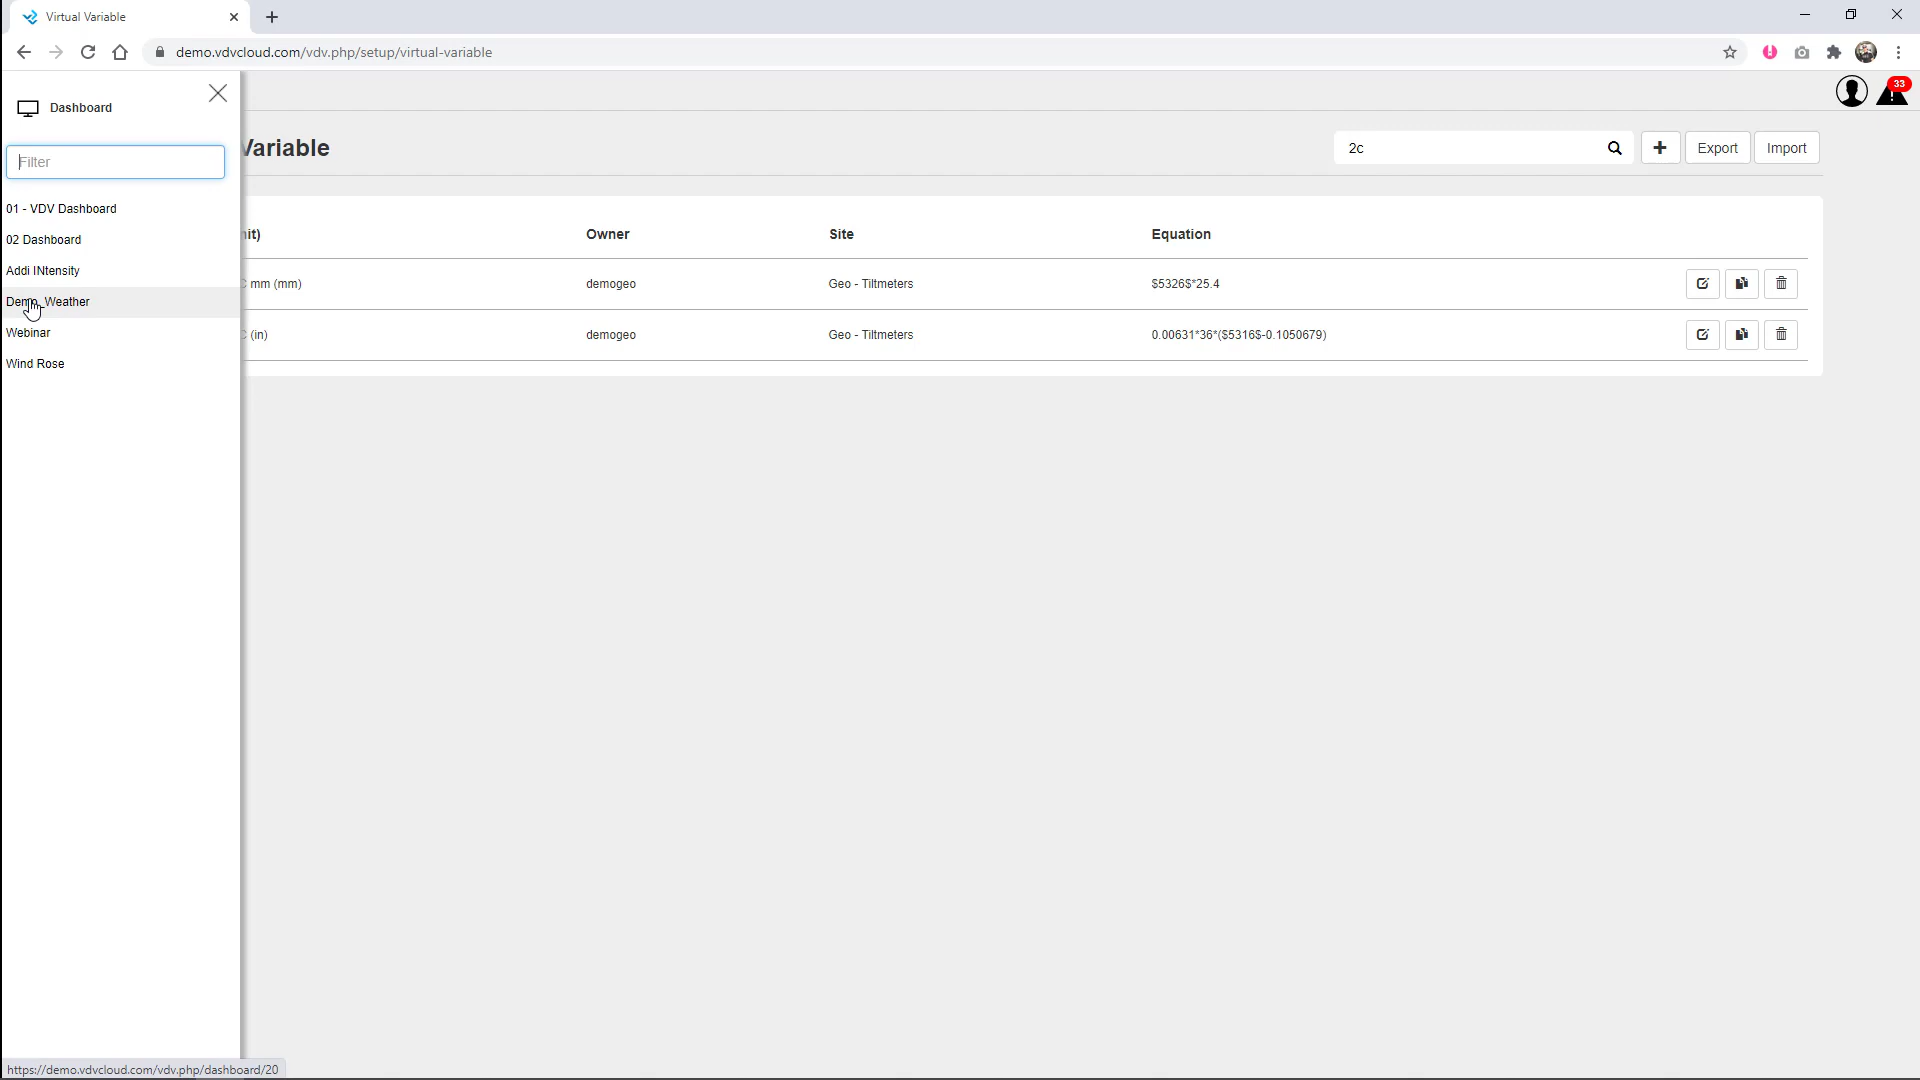 Virtual Variable
demo.vdvcloud.com/vdv.php/setup/virtual-variable
33
Dashboard
Filter
01 - VDV Dashboard
02 Dashboard
Addi INtensity
Demo_Weather
Webinar
Wind Rose
Variable
2c
Export
Import
nit) Owner Site Equation
C mm (mm) demogeo Geo - Tiltmeters $5326$*25.4
C (in) demogeo Geo - Tiltmeters 0.00631*36*($5316$-0.1050679)
https://demo.vdvcloud.com/vdv.php/dashboard/20